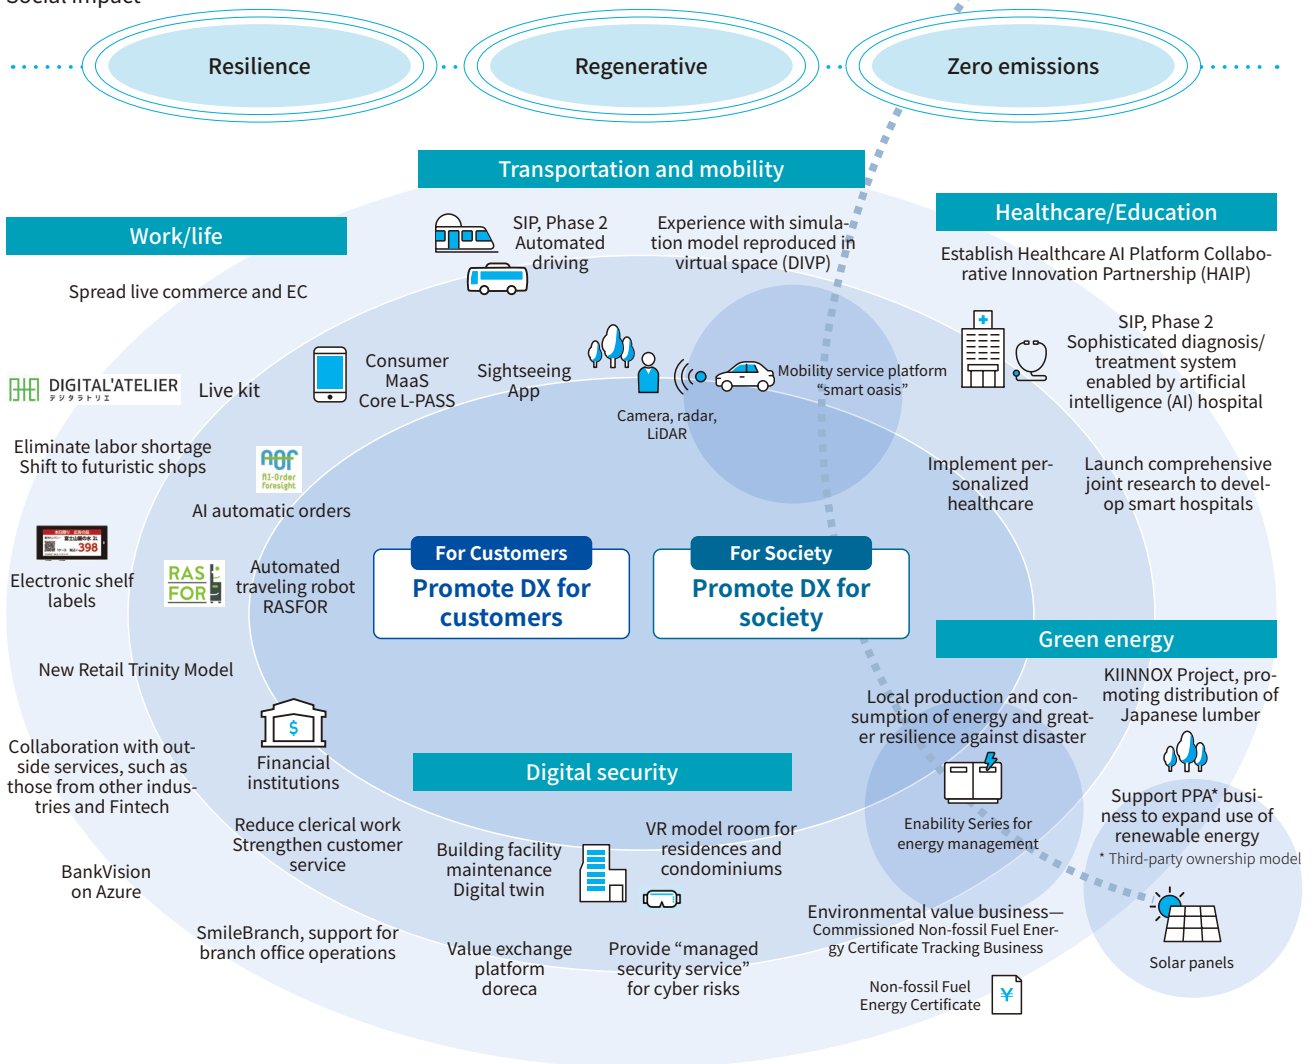 Social impact
Resilience
Regenerative
Zero emissions
Transportation and mobility
SIP, Phase 2
Automated
driving
Experience with simula-
tion model reproduced in
virtual space (DIVP)
Healthcare/Education
Establish Healthcare AI Platform Collabo-
rative Innovation Partnership (HAIP)
SIP, Phase 2
Sophisticated diagnosis/
treatment system
enabled by artificial
intelligence (AI) hospital
Implement per-
sonalized
healthcare
Launch comprehensive
joint research to devel-
op smart hospitals
Work/life
Spread live commerce and EC
DIGITAL'ATELIER
デジタラトリエ
Live kit
Consumer
MaaS
Core L-PASS
Sightseeing
App
Camera, radar,
LiDAR
Mobility service platform
“smart oasis”
Eliminate labor shortage
Shift to futuristic shops
AOF
AI-Order
Foresight
AI automatic orders
398
Electronic shelf
labels
RAS
FOR
Automated
traveling robot
RASFOR
For Customers
Promote DX for
customers
For Society
Promote DX for
society
New Retail Trinity Model
Collaboration with out-
side services, such as
those from other indus-
tries and Fintech
$
Financial
institutions
Reduce clerical work
Strengthen customer
service
BankVision
on Azure
SmileBranch, support for
branch office operations
Digital security
Building facility
maintenance
Digital twin
VR model room for
residences and
condominiums
Value exchange
platform
doreca
Provide “managed
security service”
for cyber risks
Green energy
KIINNOX Project, pro-
moting distribution of
Japanese lumber
Local production and con-
sumption of energy and great-
er resilience against disaster
Enability Series for
energy management
Support PPA* busi-
ness to expand use of
renewable energy
* Third-party ownership model
Environmental value business—
Commissioned Non-fossil Fuel Ener-
gy Certificate Tracking Business
Non-fossil Fuel
Energy Certificate
¥
Solar panels